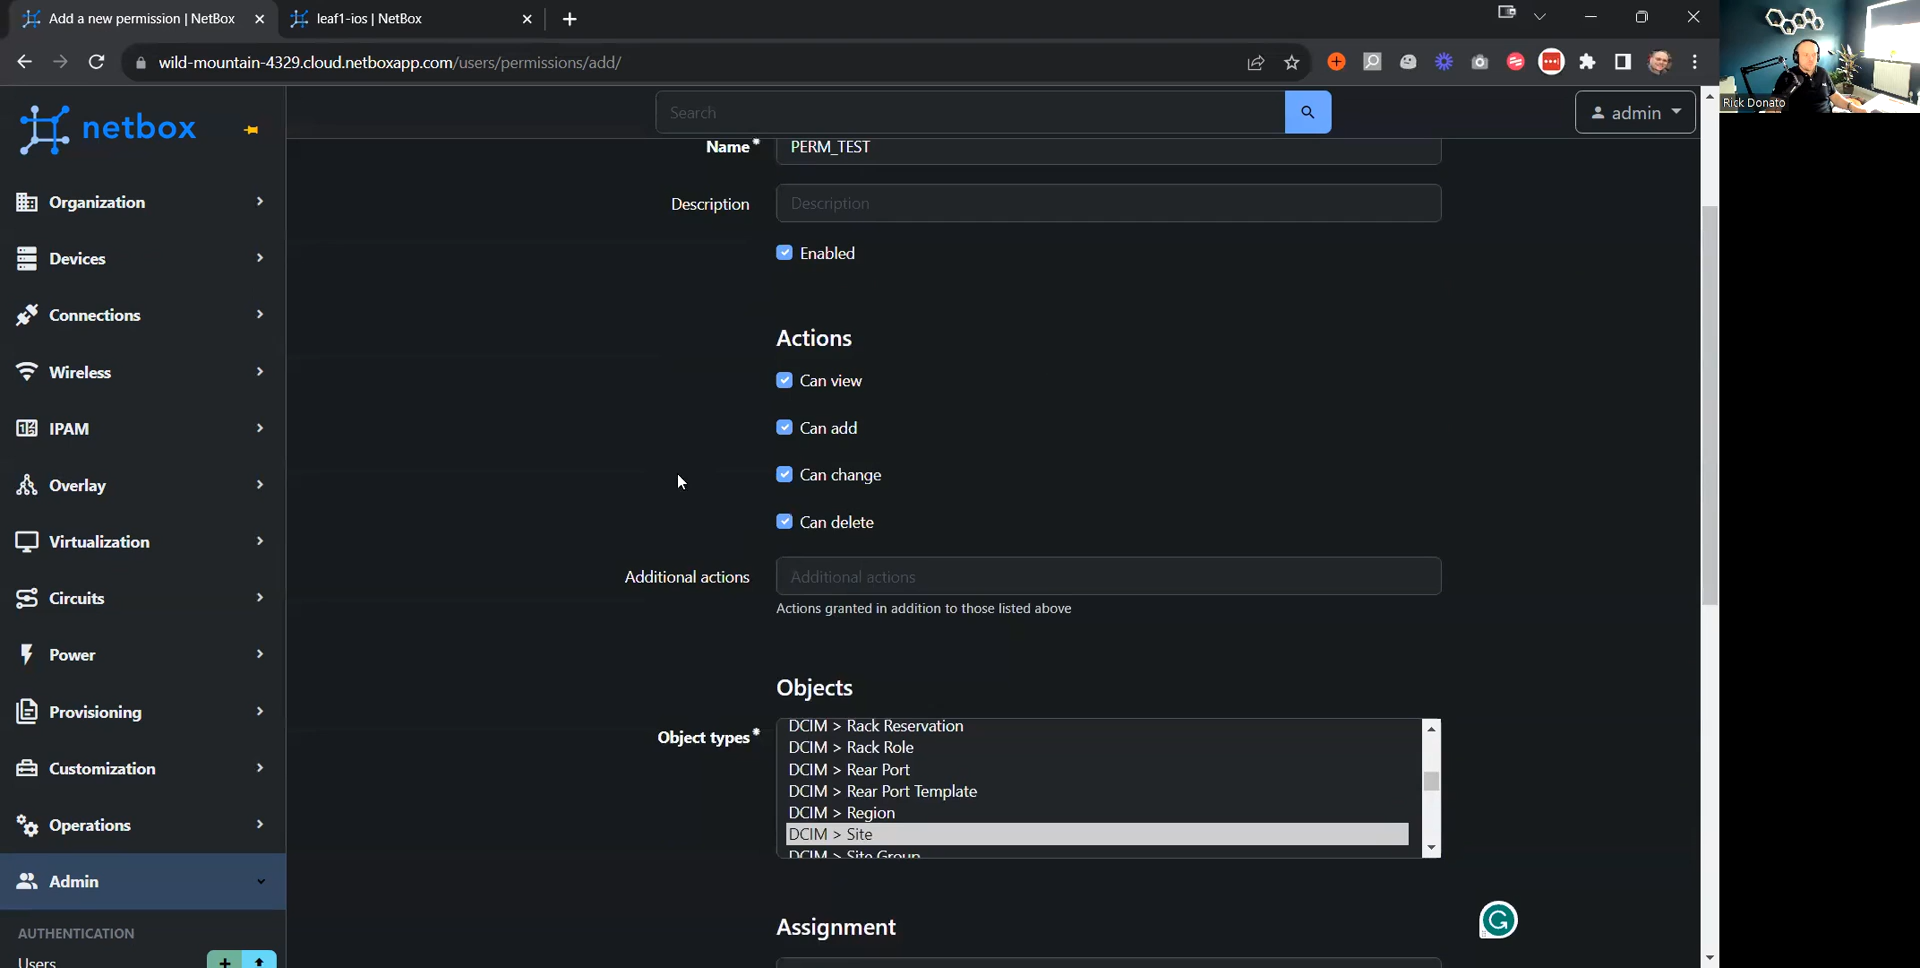 Add a new permission | NetBox
leaf1-ios | NetBox
wild-mountain-4329.cloud.netboxapp.com/users/permissions/add/
Rick Donato
netbox
Search
admin
Organization
Devices
Connections
Wireless
IPAM
Overlay
Virtualization
Circuits
Power
Provisioning
Customization
Operations
Admin
AUTHENTICATION
Users
Name*
PERM_TEST
Description
Description
Enabled
Actions
Can view
Can add
Can change
Can delete
Additional actions
Additional actions
Actions granted in addition to those listed above
Objects
Object types*
DCIM > Rack Reservation
DCIM > Rack Role
DCIM > Rear Port
DCIM > Rear Port Template
DCIM > Region
DCIM > Site
DCIM > Site Group
Assignment